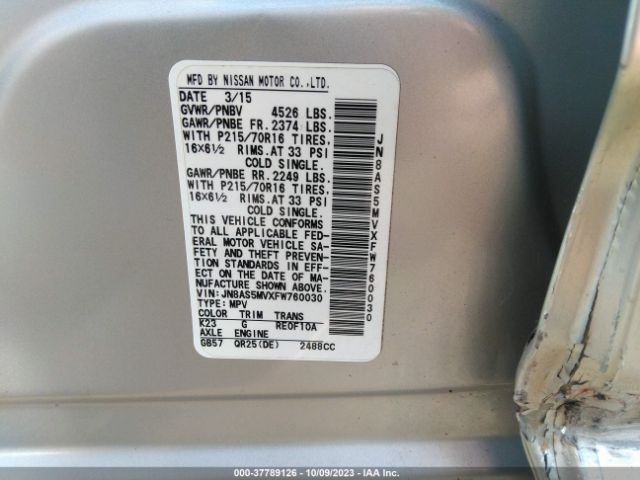 MFD BY NISSAN MOTOR CO.,LTD.
DATE 3/15
GVWR/PNBV 4526 LBS.
GAWR/PNBE FR.2374 LBS.
WITH P215/70R16 TIRES,
16X6½ RIMS.AT 33 PSI
COLD SINGLE.
GAWR/PNBE RR.2249 LBS.
WITH P215/70R16 TIRES,
16X6½ RIMS.AT 33 PSI
COLD SINGLE.
THIS VEHICLE CONFORMS
TO ALL APPLICABLE FED-
ERAL MOTOR VEHICLE SA-
FETY AND THEFT PREVEN-
TION STANDARDS IN EFF-
ECT ON THE DATE OF MA-
NUFACTURE SHOWN ABOVE.
VIN:JN8AS5MVXFW760030
TYPE:MPV
COLOR TRIM TRANS
K23 G RE0F10A
AXLE ENGINE
GB57 QR25(DE) 2488CC
JN8AS5MVXFW760030
000-37789126 - 10/09/2023 - IAA Inc.